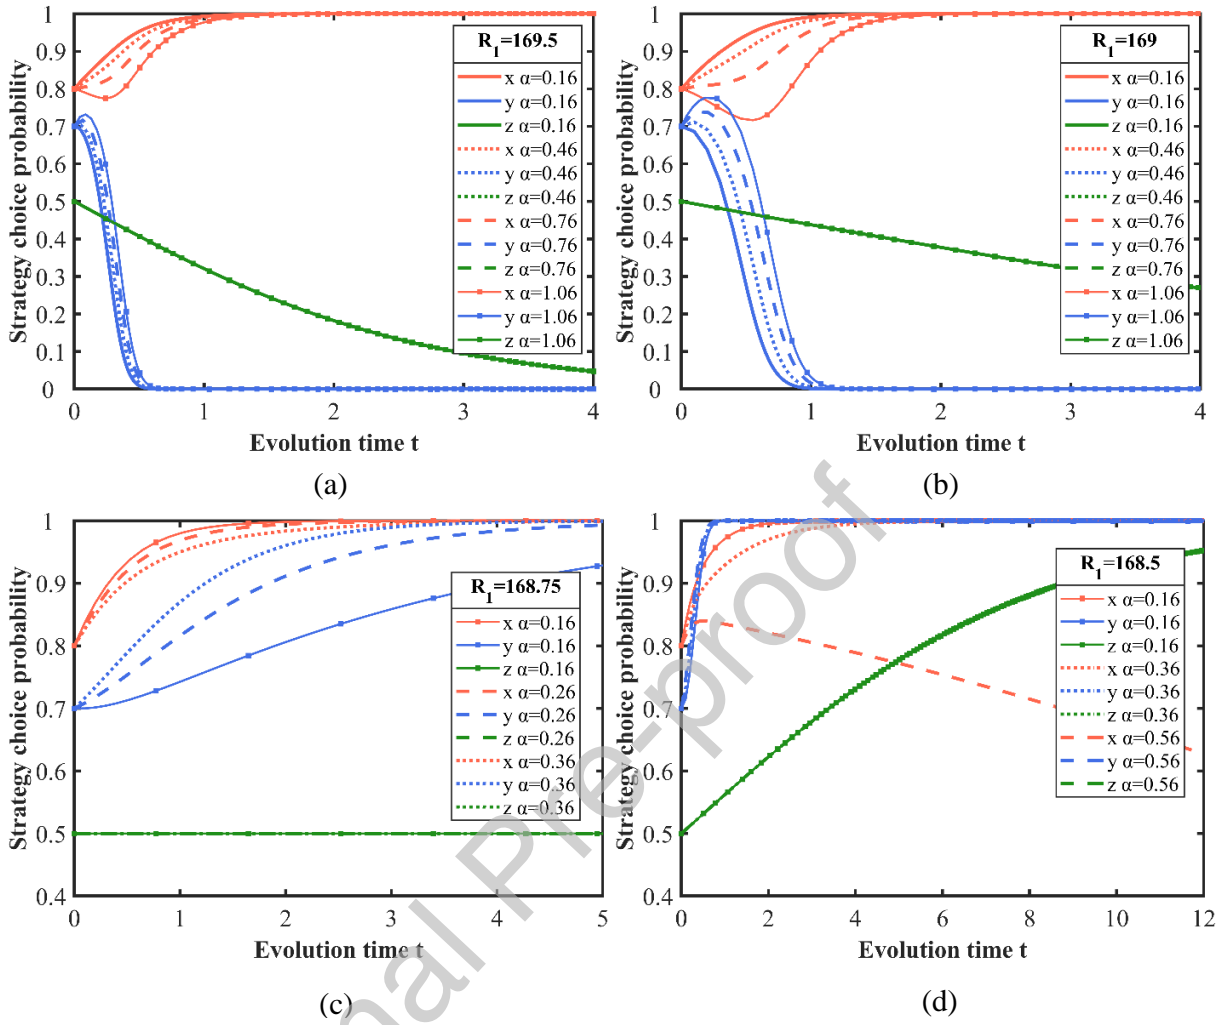 Strategy choice probability
1
0.9
0.8
0.7
0.6
0.5
0.4
0.3
0.2
0.1
0
0 1 2 3 4
Evolution time t
R1=169.5
x α=0.16
y α=0.16
z α=0.16
x α=0.46
y α=0.46
z α=0.46
x α=0.76
y α=0.76
z α=0.76
x α=1.06
y α=1.06
z α=1.06
(a)
Strategy choice probability
1
0.9
0.8
0.7
0.6
0.5
0.4
0.3
0.2
0.1
0
0 1 2 3 4
Evolution time t
R1=169
x α=0.16
y α=0.16
z α=0.16
x α=0.46
y α=0.46
z α=0.46
x α=0.76
y α=0.76
z α=0.76
x α=1.06
y α=1.06
z α=1.06
(b)
Strategy choice probability
1
0.9
0.8
0.7
0.6
0.5
0.4
0 1 2 3 4 5
Evolution time t
R1=168.75
x α=0.16
y α=0.16
z α=0.16
x α=0.26
y α=0.26
z α=0.26
x α=0.36
y α=0.36
z α=0.36
(c)
Strategy choice probability
1
0.9
0.8
0.7
0.6
0.5
0.4
0 2 4 6 8 10 12
Evolution time t
R1=168.5
x α=0.16
y α=0.16
z α=0.16
x α=0.36
y α=0.36
z α=0.36
x α=0.56
y α=0.56
z α=0.56
(d)
nal Pre-proof